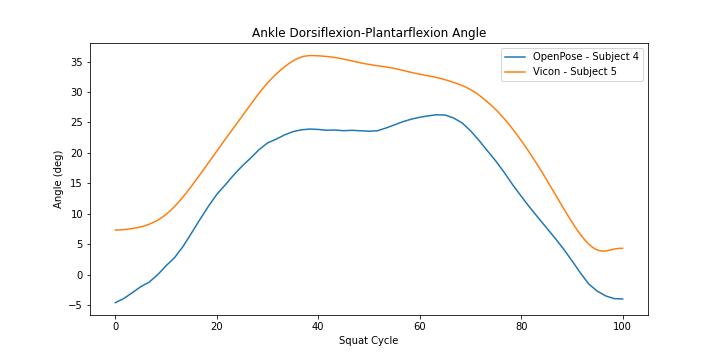 Ankle Dorsiflexion-Plantarflexion Angle
OpenPose - Subject 4
Vicon - Subject 5
Angle (deg)
35
30
25
20
15
10
5
0
−5
0 20 40 60 80 100
Squat Cycle